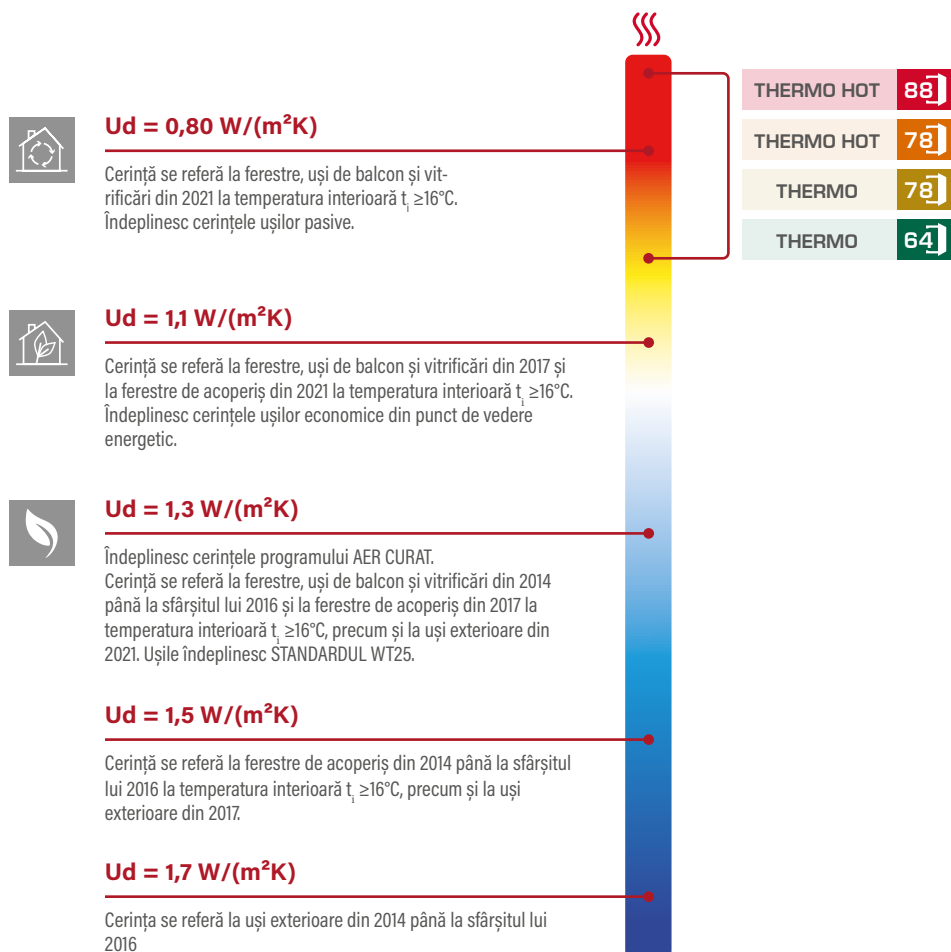 THERMO HOT 88
THERMO HOT 78
THERMO 78
THERMO 64
Ud = 0,80 W/(m²K)
Cerință se referă la ferestre, uși de balcon și vit-
rificări din 2021 la temperatura interioară tᵢ ≥16°C.
Îndeplinesc cerințele ușilor pasive.
Ud = 1,1 W/(m²K)
Cerință se referă la ferestre, uși de balcon și vitrificări din 2017 și
la ferestre de acoperiș din 2021 la temperatura interioară tᵢ ≥16°C.
Îndeplinesc cerințele ușilor economice din punct de vedere
energetic.
Ud = 1,3 W/(m²K)
Îndeplinesc cerințele programului AER CURAT.
Cerință se referă la ferestre, uși de balcon și vitrificări din 2014
până la sfârșitul lui 2016 și la ferestre de acoperiș din 2017 la
temperatura interioară tᵢ ≥16°C, precum și la uși exterioare din
2021. Ușile îndeplinesc STANDARDUL WT25.
Ud = 1,5 W/(m²K)
Cerință se referă la ferestre de acoperiș din 2014 până la sfârșitul
lui 2016 la temperatura interioară tᵢ ≥16°C, precum și la uși
exterioare din 2017.
Ud = 1,7 W/(m²K)
Cerința se referă la uși exterioare din 2014 până la sfârșitul lui
2016